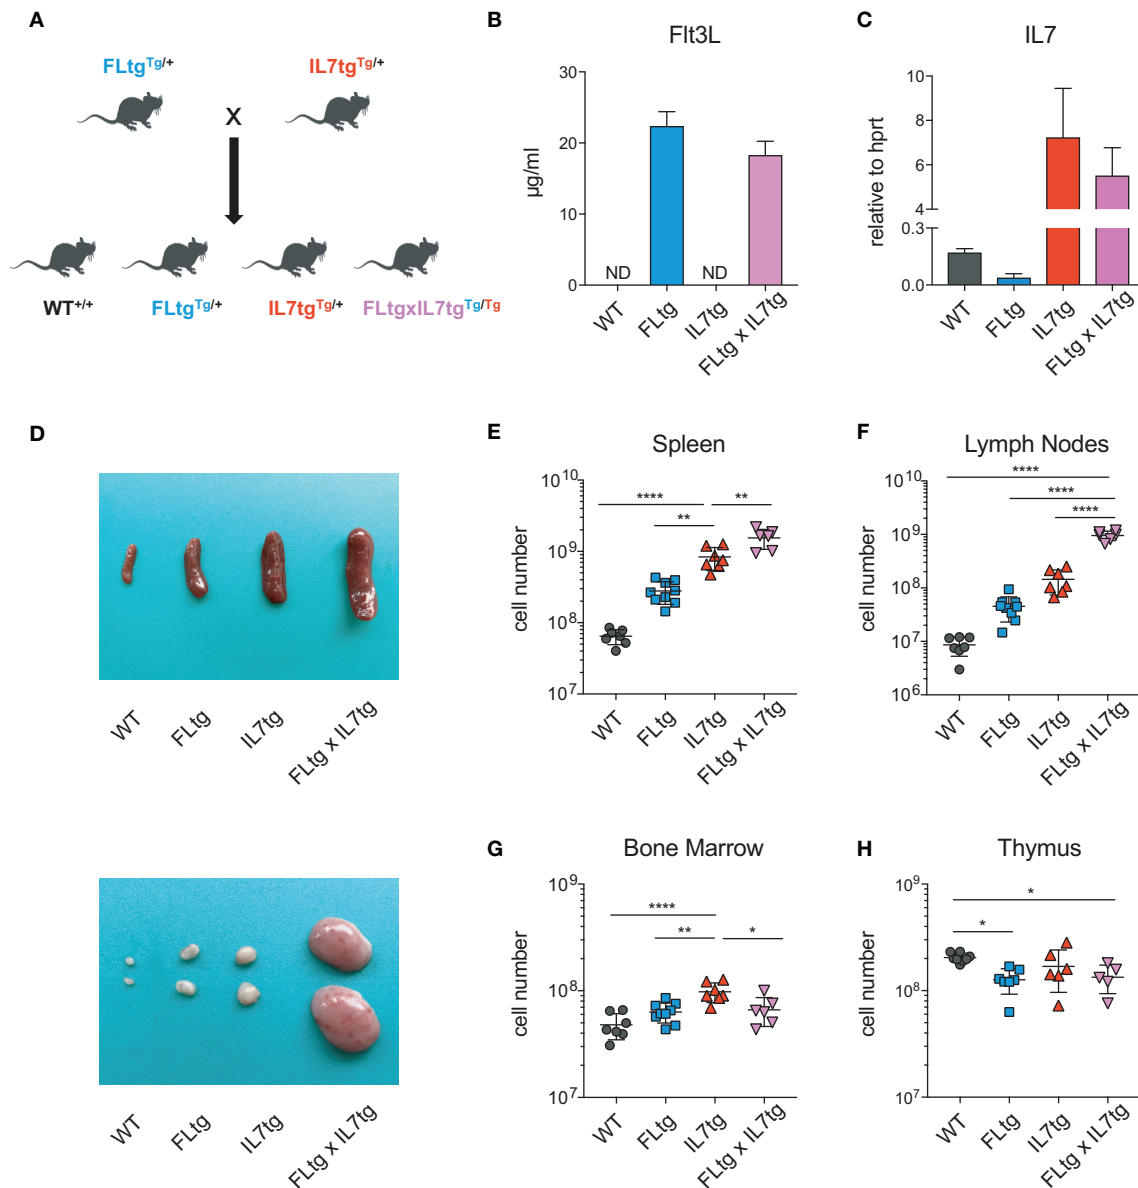 A
FLtgTg/+
IL7tgTg/+
X
WT+/+
FLtgTg/+
IL7tgTg/+
FLtgxIL7tgTg/Tg
B
Flt3L
µg/ml
30
20
10
0
ND
ND
WT
FLtg
IL7tg
FLtg x IL7tg
C
IL7
relative to hprt
10
8
6
4
0.3
0.0
WT
FLtg
IL7tg
FLtg x IL7tg
D
WT
FLtg
IL7tg
FLtg x IL7tg
WT
FLtg
IL7tg
FLtg x IL7tg
E
Spleen
cell number
10^10
10^9
10^8
10^7
****
**
**
WT
FLtg
IL7tg
FLtg x IL7tg
F
Lymph Nodes
cell number
10^10
10^9
10^8
10^7
10^6
****
****
****
WT
FLtg
IL7tg
FLtg x IL7tg
G
Bone Marrow
cell number
10^9
10^8
10^7
****
**
*
WT
FLtg
IL7tg
FLtg x IL7tg
H
Thymus
cell number
10^9
10^8
10^7
*
*
WT
FLtg
IL7tg
FLtg x IL7tg